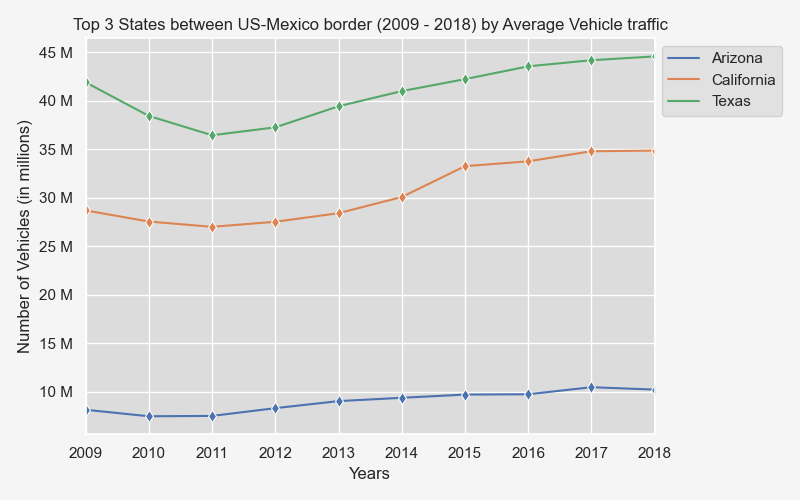 Top 3 States between US-Mexico border (2009 - 2018) by Average Vehicle traffic
45 M
40 M
35 M
30 M
25 M
20 M
15 M
10 M
Number of Vehicles (in millions)
2009 2010 2011 2012 2013 2014 2015 2016 2017 2018
Years
Arizona
California
Texas